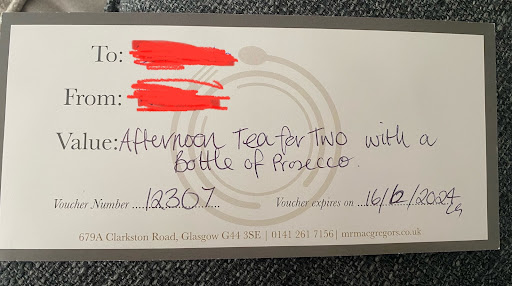 To:
From:
Value: Afternoon Tea for Two with a
Bottle of Prosecco.
Voucher Number ....12307.... Voucher expires on ..16/12/2024
679A Clarkston Road, Glasgow G44 3SE | 0141 261 7156 | mrmacgregors.co.uk